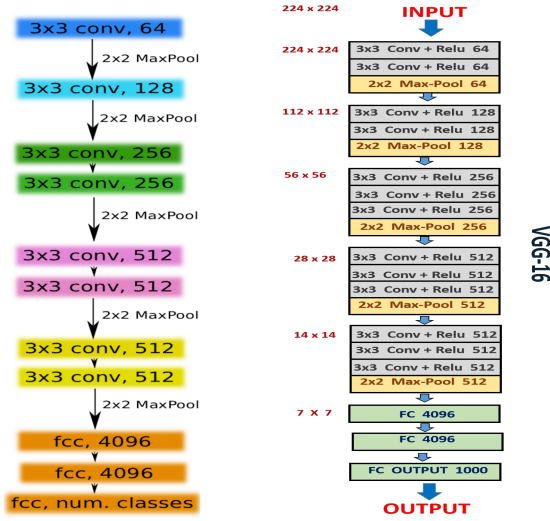 3x3 conv, 64
2x2 MaxPool
3x3 conv, 128
2x2 MaxPool
3x3 conv, 256
3x3 conv, 256
2x2 MaxPool
3x3 conv, 512
3x3 conv, 512
2x2 MaxPool
3x3 conv, 512
3x3 conv, 512
2x2 MaxPool
fcc, 4096
fcc, 4096
fcc, num. classes
224 x 224
INPUT
224 x 224
3x3 Conv + Relu 64
3x3 Conv + Relu 64
2x2 Max-Pool 64
112 x 112
3x3 Conv + Relu 128
3x3 Conv + Relu 128
2x2 Max-Pool 128
56 x 56
3x3 Conv + Relu 256
3x3 Conv + Relu 256
3x3 Conv + Relu 256
2x2 Max-Pool 256
28 x 28
3x3 Conv + Relu 512
3x3 Conv + Relu 512
3x3 Conv + Relu 512
2x2 Max-Pool 512
14 x 14
3x3 Conv + Relu 512
3x3 Conv + Relu 512
3x3 Conv + Relu 512
2x2 Max-Pool 512
7 X 7
FC 4096
FC 4096
FC OUTPUT 1000
OUTPUT
VGG-16